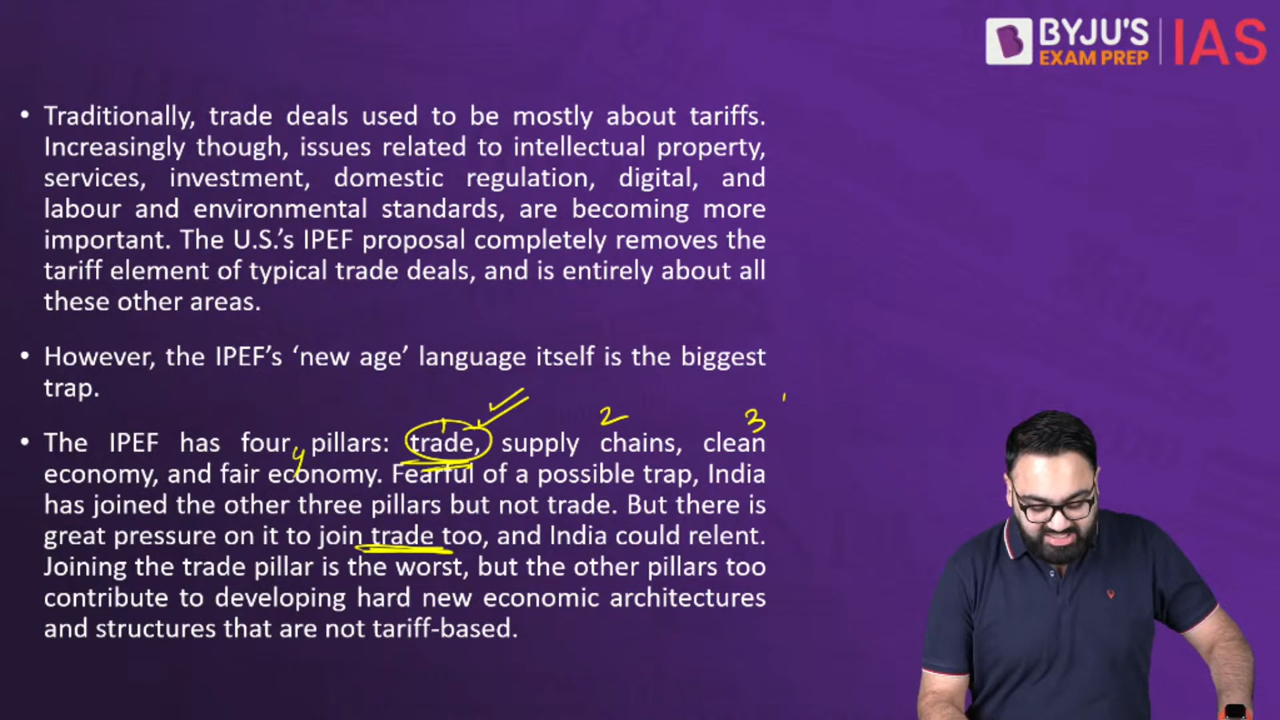 BYJU'S
EXAM PREP
IAS
• Traditionally, trade deals used to be mostly about tariffs.
Increasingly though, issues related to intellectual property,
services, investment, domestic regulation, digital, and
labour and environmental standards, are becoming more
important. The U.S.'s IPEF proposal completely removes the
tariff element of typical trade deals, and is entirely about all
these other areas.
• However, the IPEF's ‘new age’ language itself is the biggest
trap.
1 2 3
• The IPEF has four pillars: trade, supply chains, clean
4
economy, and fair economy. Fearful of a possible trap, India
has joined the other three pillars but not trade. But there is
great pressure on it to join trade too, and India could relent.
Joining the trade pillar is the worst, but the other pillars too
contribute to developing hard new economic architectures
and structures that are not tariff-based.